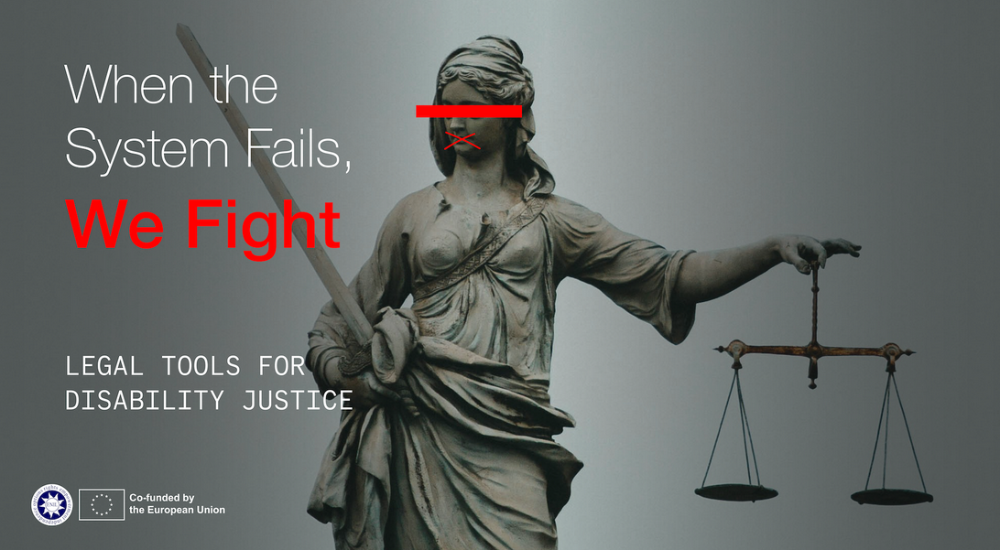 When the
System Fails,
We Fight
LEGAL TOOLS FOR
DISABILITY JUSTICE
Co-funded by
the European Union